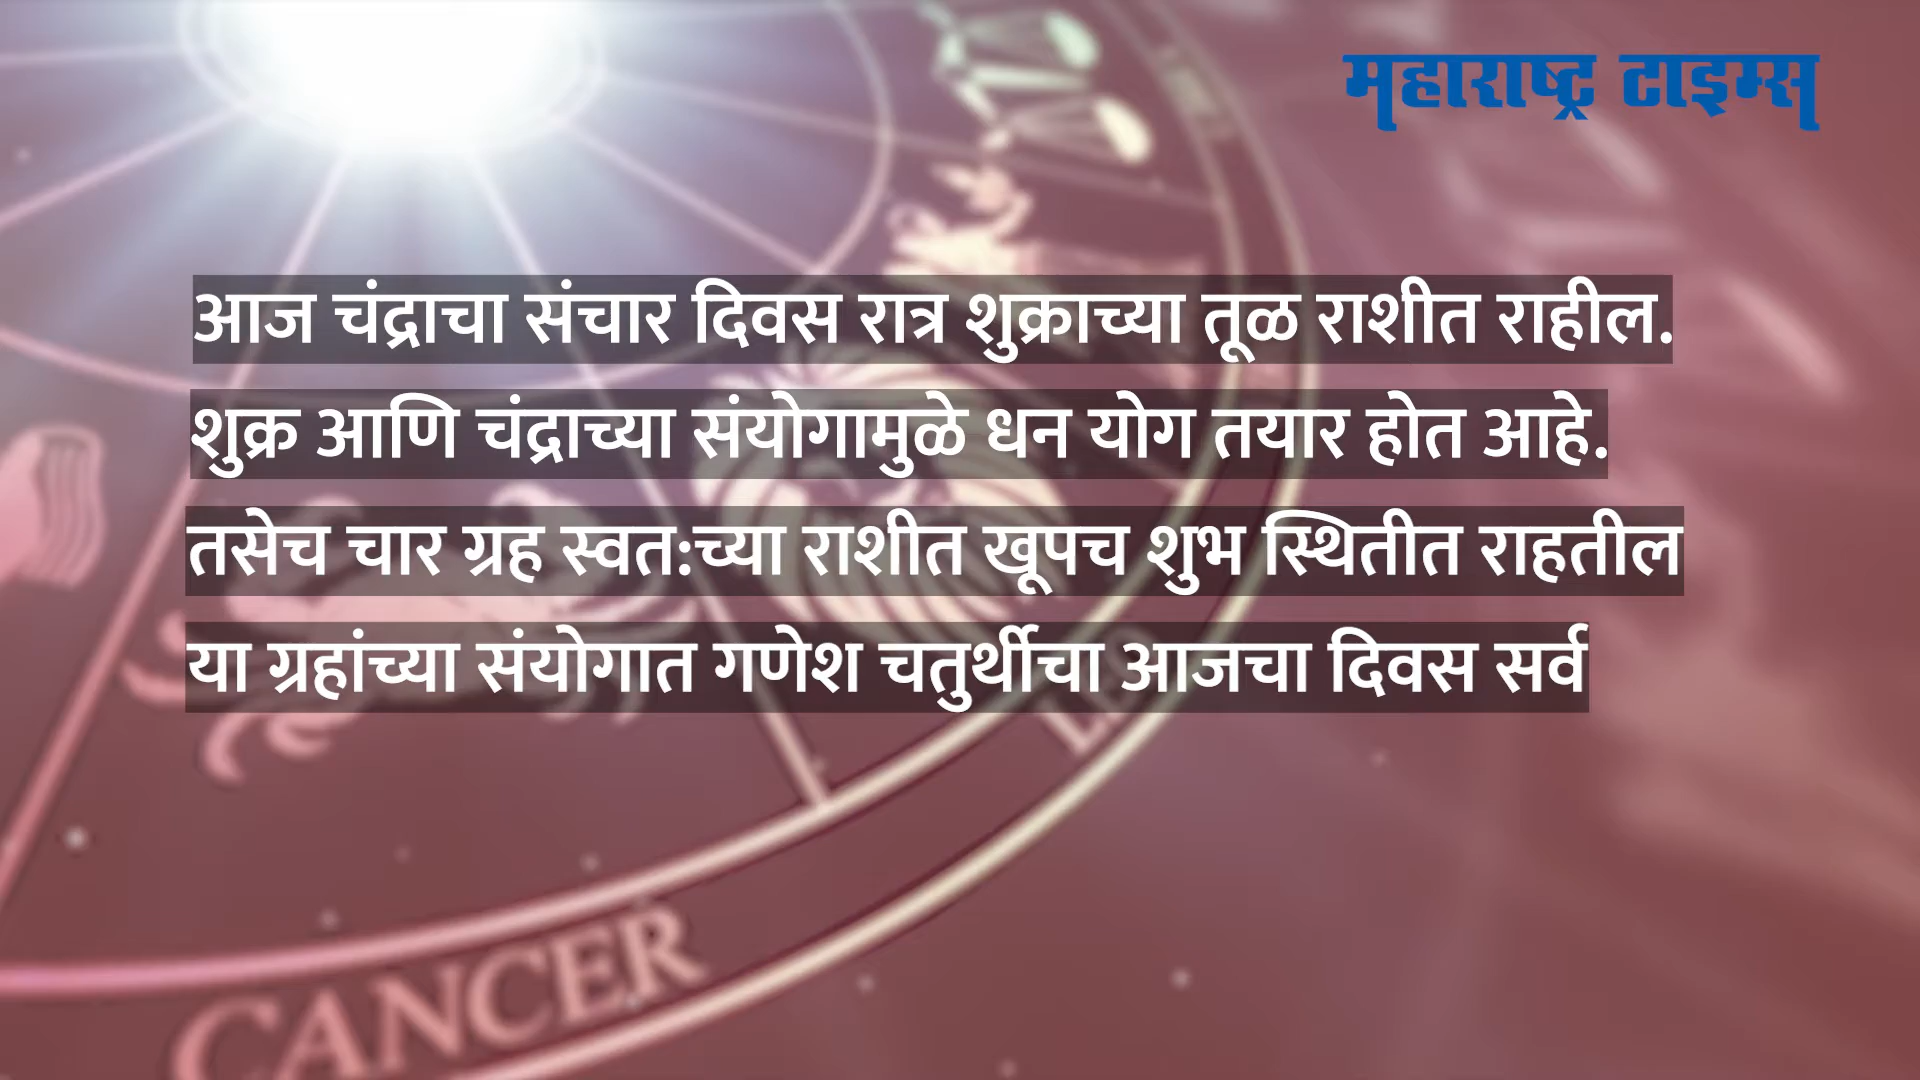 महाराष्ट्र टाइम्स
आज चंद्राचा संचार दिवस रात्र शुक्राच्या तूळ राशीत राहील.
शुक्र आणि चंद्राच्या संयोगामुळे धन योग तयार होत आहे.
तसेच चार ग्रह स्वत:च्या राशीत खूपच शुभ स्थितीत राहतील
या ग्रहांच्या संयोगात गणेश चतुर्थीचा आजचा दिवस सर्व
CANCER